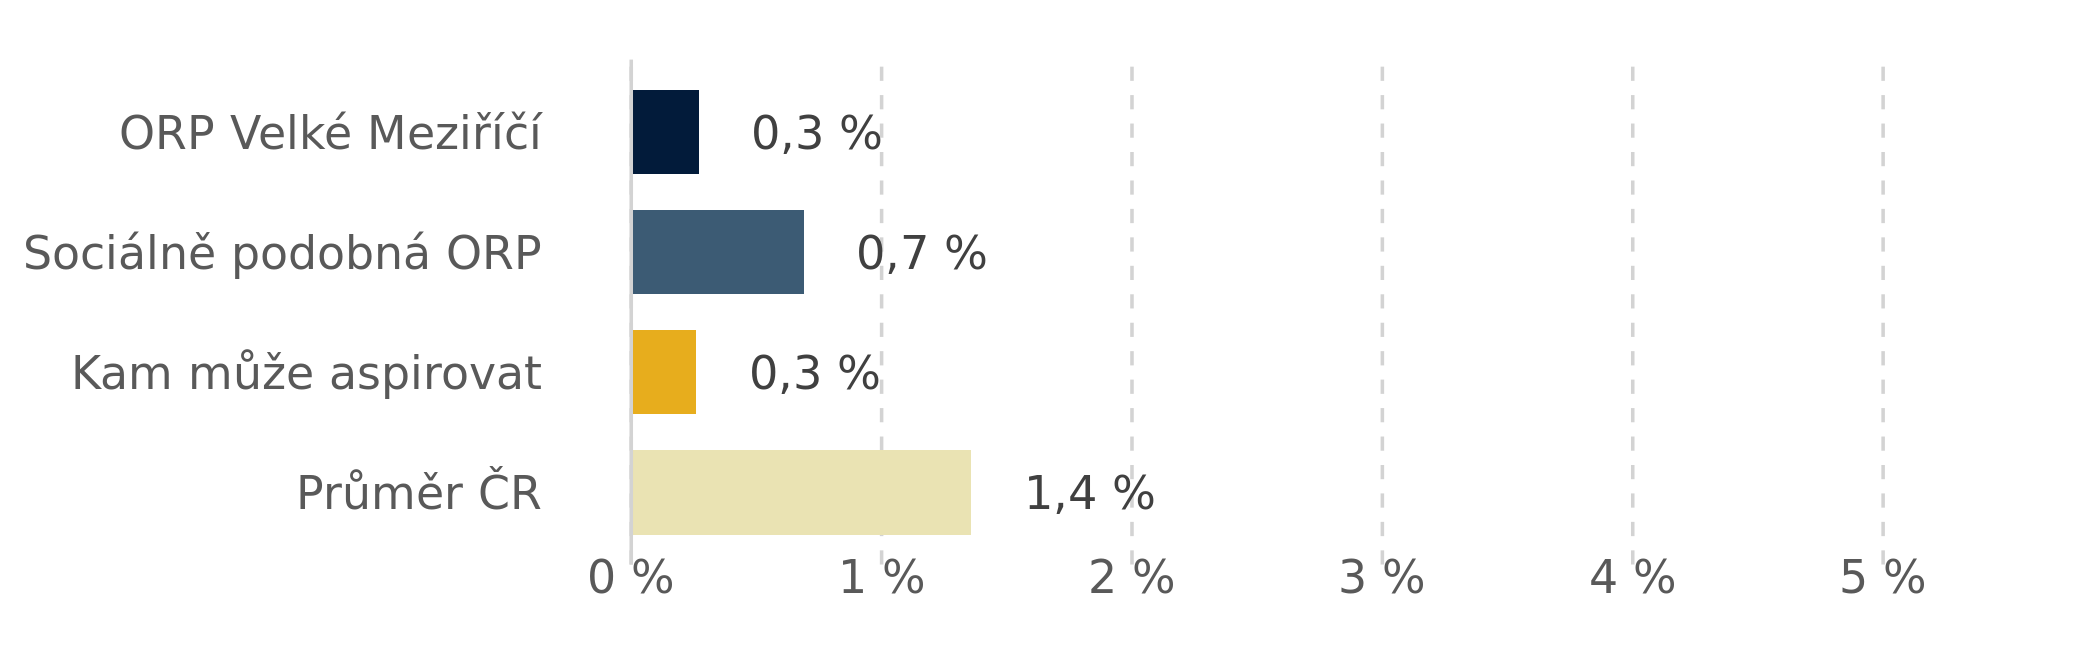 ORP Velké Meziříčí
0,3 %
Sociálně podobná ORP
0,7 %
Kam může aspirovat
0,3 %
Průměr ČR
1,4 %
0 %
1 %
2 %
3 %
4 %
5 %